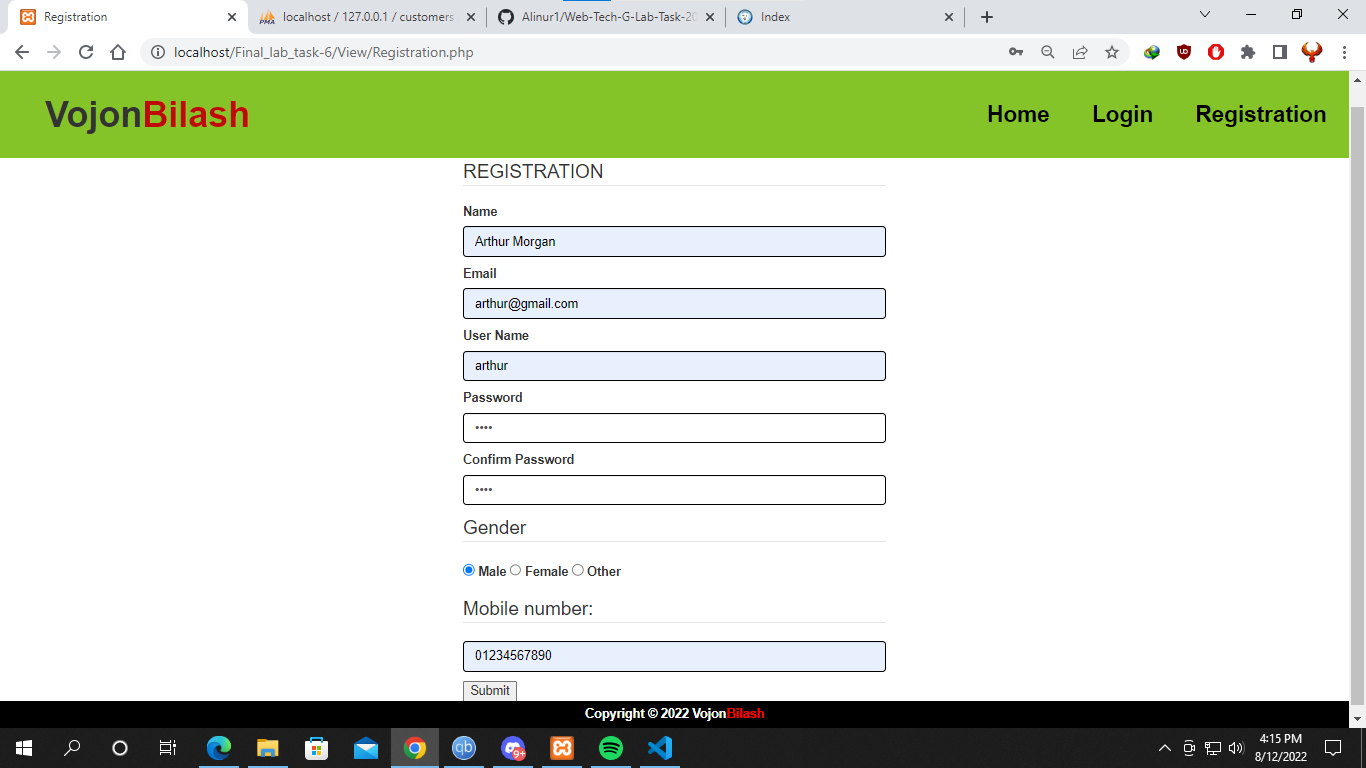 Registration
localhost / 127.0.0.1 / customers
Alinur1/Web-Tech-G-Lab-Task-20
Index
localhost/Final_lab_task-6/View/Registration.php
VojonBilash
Home
Login
Registration
REGISTRATION
Name
Arthur Morgan
Email
arthur@gmail.com
User Name
arthur
Password
••••
Confirm Password
••••
Gender
Male Female Other
Mobile number:
01234567890
Submit
Copyright © 2022 VojonBilash
4:15 PM
8/12/2022